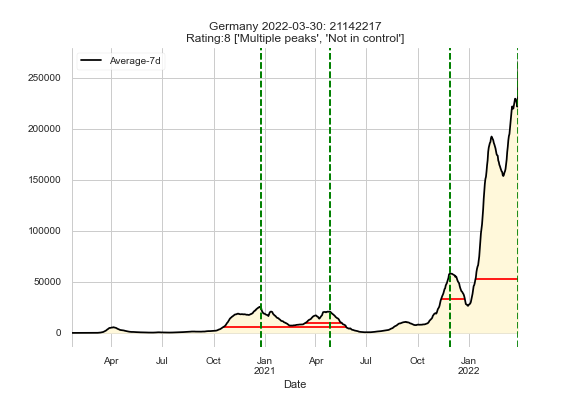 Germany 2022-03-30: 21142217
Rating:8 ['Multiple peaks', 'Not in control']
Average-7d
250000
200000
150000
100000
50000
0
Apr Jul Oct Jan Apr Jul Oct Jan
2021 2022
Date